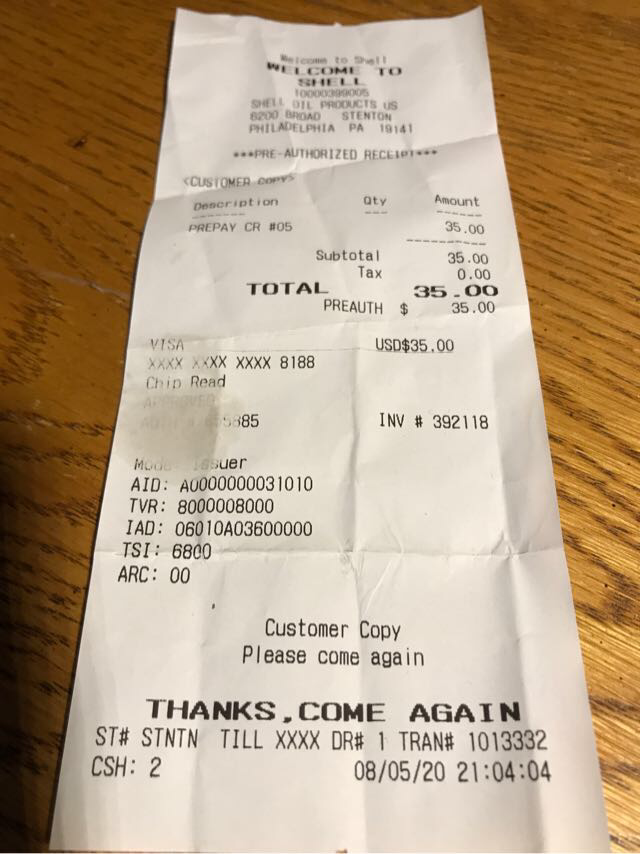 Welcome to Shell
WELCOME TO
SHELL
10000399005
SHELL OIL PRODUCTS US
6200 BROAD STENTON
PHILADELPHIA PA 19141
***PRE-AUTHORIZED RECEIPT***
<CUSTOMER COPY>
Description Qty Amount
------- --- ------
PREPAY CR #05 35.00
----------
Subtotal 35.00
Tax 0.00
TOTAL 35.00
PREAUTH $ 35.00
VISA USD$35.00
XXXX XXXX XXXX 8188
Chip Read
APPROVED
AUTH # INV # 392118
Mode: Issuer
AID: A0000000031010
TVR: 8000008000
IAD: 06010A03600000
TSI: 6800
ARC: 00
Customer Copy
Please come again
THANKS,COME AGAIN
ST# STNTN TILL XXXX DR# 1 TRAN# 1013332
CSH: 2 08/05/20 21:04:04